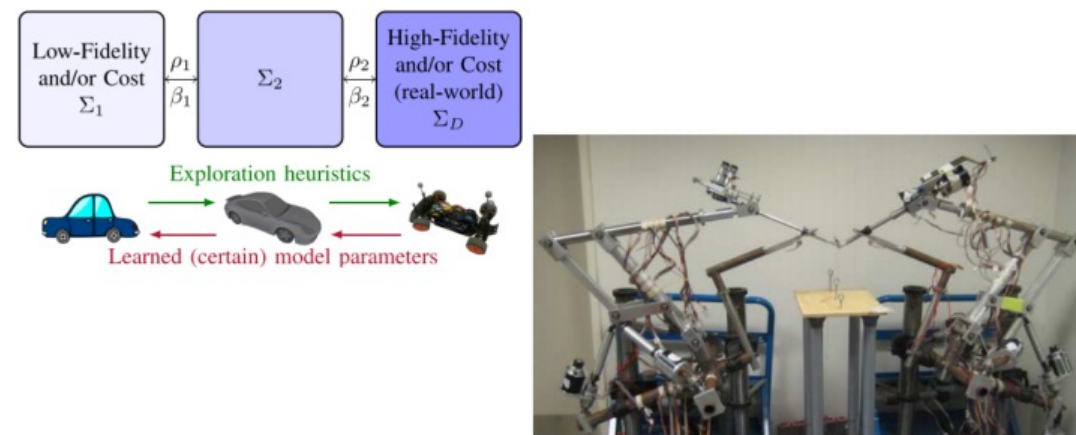 Low-Fidelity
and/or Cost
Σ₁
ρ₁
β₁
Σ₂
ρ₂
β₂
High-Fidelity
and/or Cost
(real-world)
Σ_D
Exploration heuristics
Learned (certain) model parameters